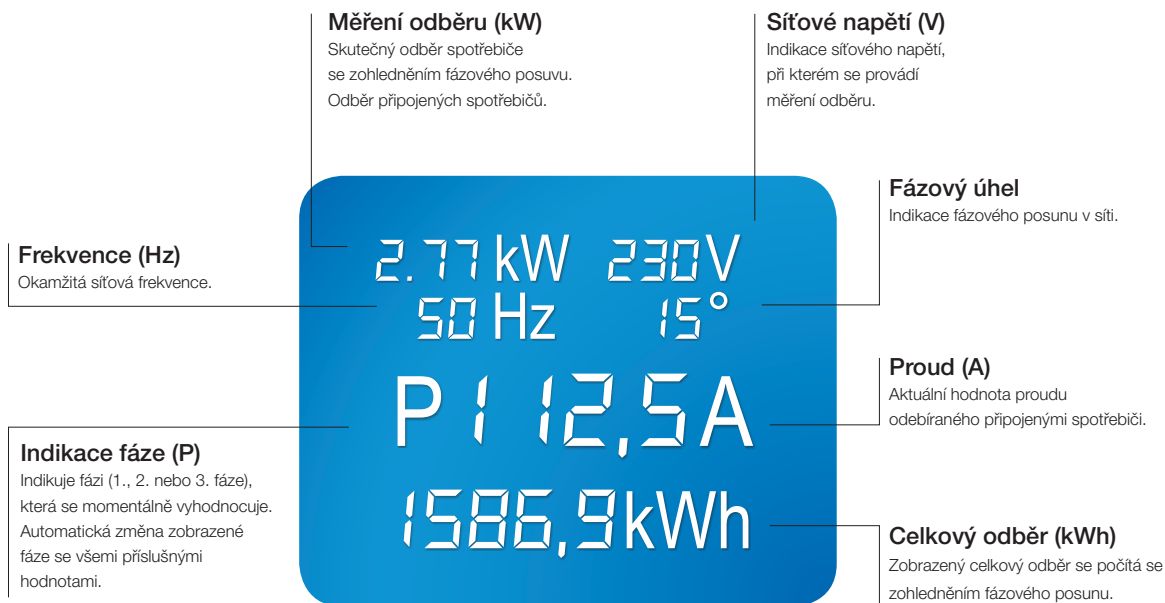 Měření odběru (kW)
Skutečný odběr spotřebiče
se zohledněním fázového posuvu.
Odběr připojených spotřebičů.
Síťové napětí (V)
Indikace síťového napětí,
při kterém se provádí
měření odběru.
Fázový úhel
Indikace fázového posunu v síti.
Frekvence (Hz)
Okamžitá síťová frekvence.
2.77 kW 230V
50 Hz 15°
P1 12,5A
1586,9kWh
Proud (A)
Aktuální hodnota proudu
odebíraného připojenými spotřebiči.
Indikace fáze (P)
Indikuje fázi (1., 2. nebo 3. fáze),
která se momentálně vyhodnocuje.
Automatická změna zobrazené
fáze se všemi příslušnými
hodnotami.
Celkový odběr (kWh)
Zobrazený celkový odběr se počítá se
zohledněním fázového posunu.